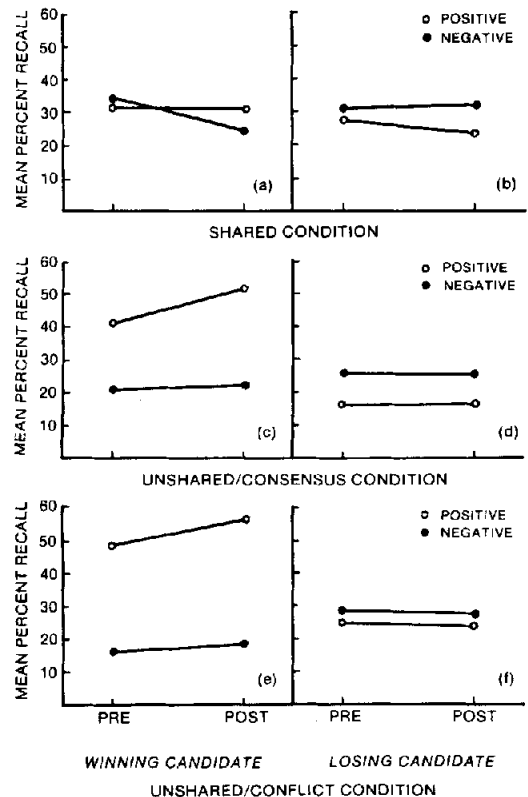 MEAN PERCENT RECALL
60
50
40
30
20
10
○ POSITIVE
● NEGATIVE
(a)
(b)
SHARED CONDITION
MEAN PERCENT RECALL
60
50
40
30
20
10
○ POSITIVE
● NEGATIVE
(c)
(d)
UNSHARED/CONSENSUS CONDITION
MEAN PERCENT RECALL
50
40
30
20
10
○ POSITIVE
● NEGATIVE
(e)
(f)
PRE POST PRE POST
WINNING CANDIDATE LOSING CANDIDATE
UNSHARED/CONFLICT CONDITION